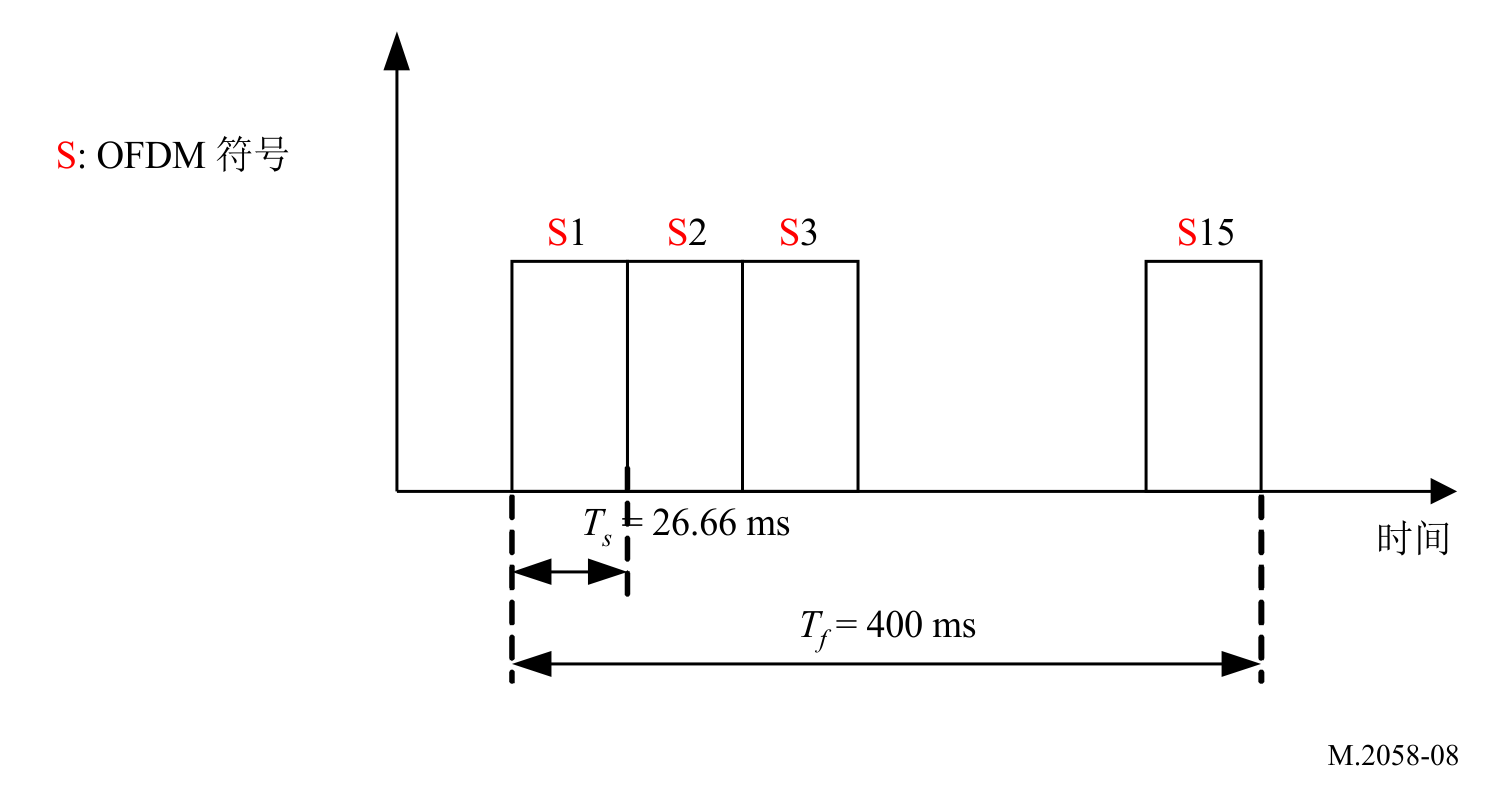 S: OFDM 符号
S1 S2 S3 S15
Ts = 26.66 ms
时间
Tf = 400 ms
M.2058-08